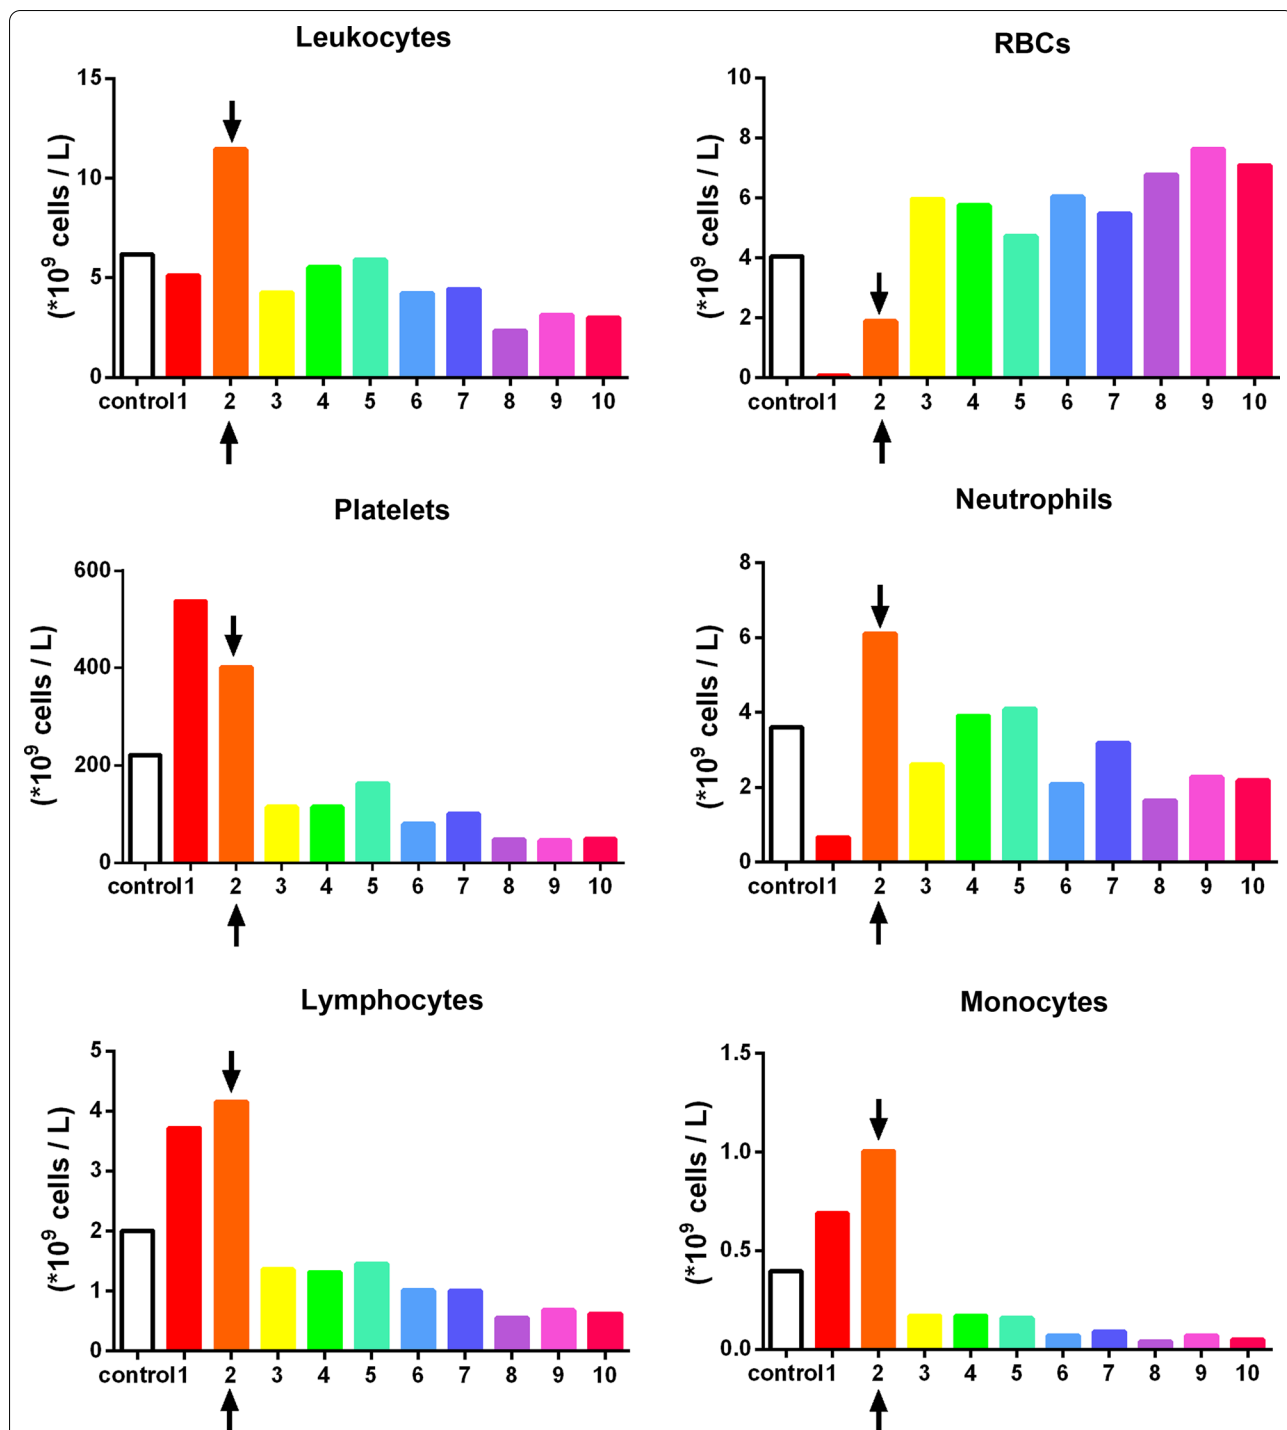 Leukocytes
(*10⁹ cells / L)
15
10
5
0
control 1 2 3 4 5 6 7 8 9 10
RBCs
(*10⁹ cells / L)
10
8
6
4
2
0
control 1 2 3 4 5 6 7 8 9 10
Platelets
(*10⁹ cells / L)
600
400
200
0
control 1 2 3 4 5 6 7 8 9 10
Neutrophils
(*10⁹ cells / L)
8
6
4
2
0
control 1 2 3 4 5 6 7 8 9 10
Lymphocytes
(*10⁹ cells / L)
5
4
3
2
1
0
control 1 2 3 4 5 6 7 8 9 10
Monocytes
(*10⁹ cells / L)
1.5
1.0
0.5
0.0
control 1 2 3 4 5 6 7 8 9 10